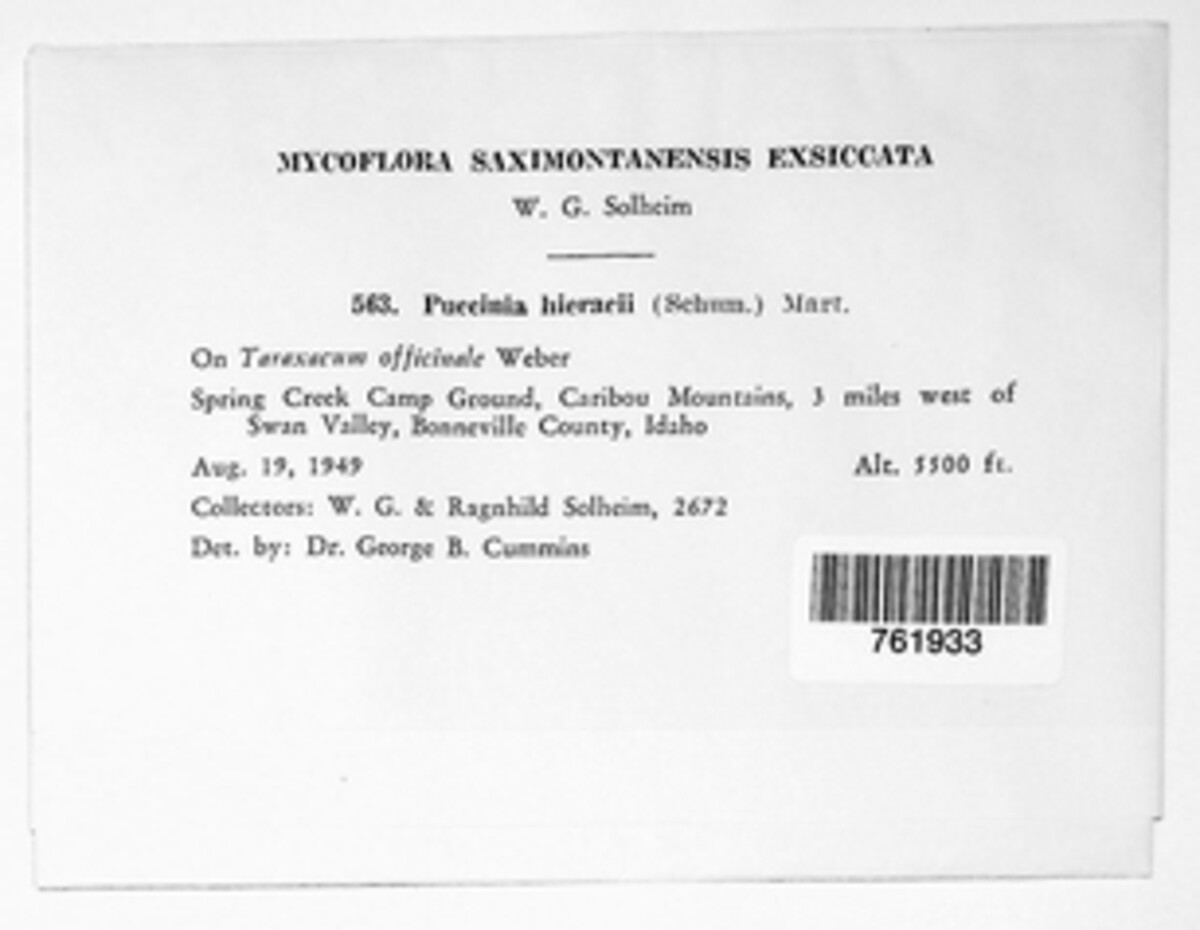 MYCOFLORA SAXIMONTANENSIS EXSICCATA
W. G. Solheim
563. Puccinia hieracii (Schum.) Mart.
On Taraxacum officinale Weber
Spring Creek Camp Ground, Caribou Mountains, 3 miles west of
Swan Valley, Bonneville County, Idaho
Aug. 19, 1949 Alt. 5500 ft.
Collectors: W. G. & Ragnhild Solheim, 2672
Det. by: Dr. George B. Cummins
761933